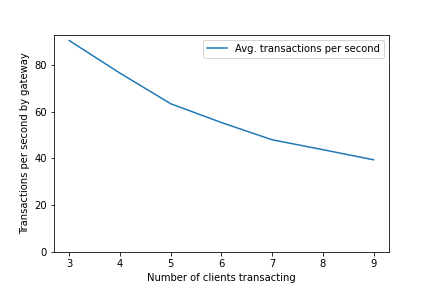 Avg. transactions per second
Transactions per second by gateway
80
60
40
20
0
3 4 5 6 7 8 9
Number of clients transacting